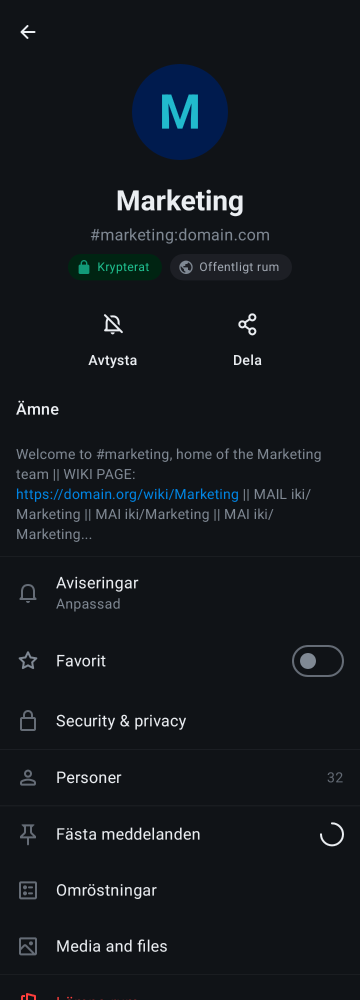 M
Marketing
#marketing:domain.com
Krypterat
Offentligt rum
Avtysta
Dela
Ämne
Welcome to #marketing, home of the Marketing
team || WIKI PAGE:
https://domain.org/wiki/Marketing || MAIL iki/
Marketing || MAI iki/Marketing || MAI iki/
Marketing...
Aviseringar
Anpassad
Favorit
Security & privacy
Personer 32
Fästa meddelanden
Omröstningar
Media and files